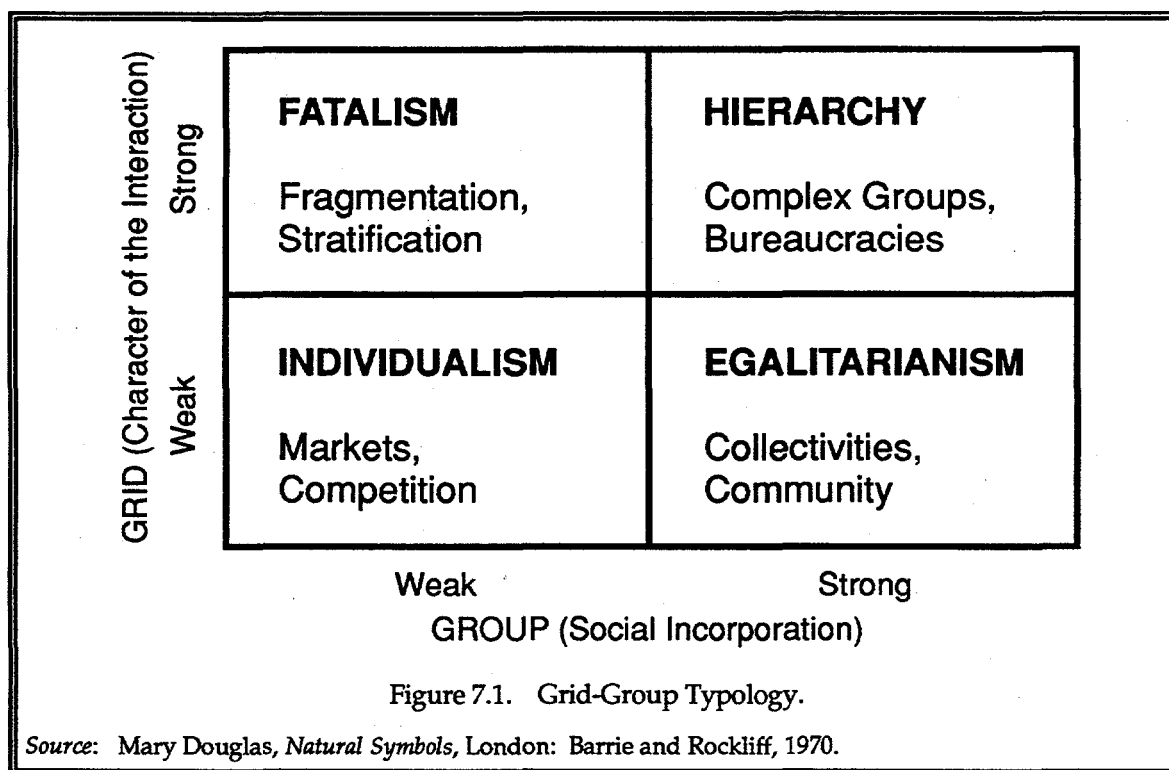 GRID (Character of the Interaction)
Strong
Weak
FATALISM
Fragmentation,
Stratification
HIERARCHY
Complex Groups,
Bureaucracies
INDIVIDUALISM
Markets,
Competition
EGALITARIANISM
Collectivities,
Community
Weak
Strong
GROUP (Social Incorporation)
Figure 7.1. Grid-Group Typology.
Source: Mary Douglas, Natural Symbols, London: Barrie and Rockliff, 1970.